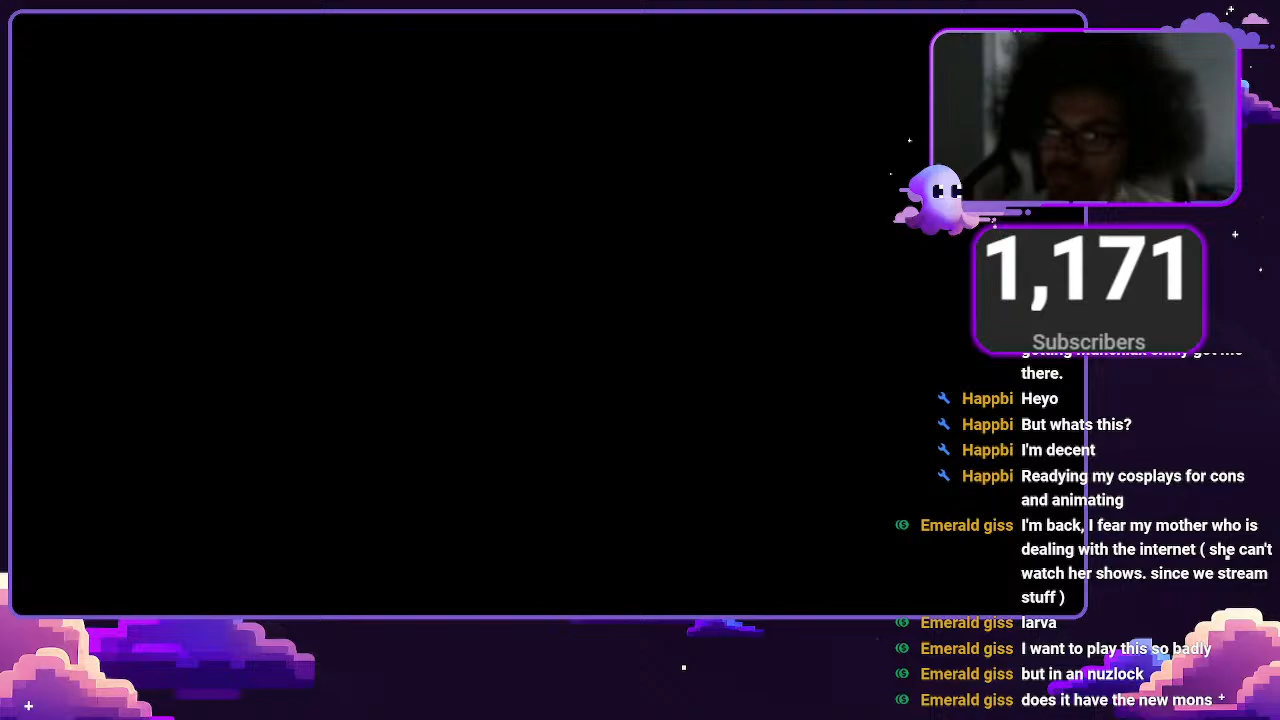 1,171
Subscribers
there.
Happbi Heyo
Happbi But whats this?
Happbi I'm decent
Happbi Readying my cosplays for cons
and animating
Emerald giss I'm back, I fear my mother who is
dealing with the internet ( she can't
watch her shows. since we stream
stuff )
Emerald giss larva
Emerald giss I want to play this so badly
Emerald giss but in an nuzlock
Emerald giss does it have the new mons